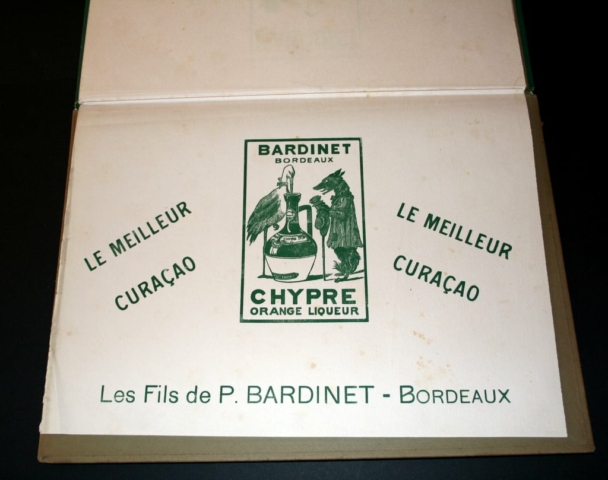 BARDINET
BORDEAUX
LE MEILLEUR
CURAÇAO
LE MEILLEUR
CURAÇAO
CHYPRE
ORANGE LIQUEUR
Les Fils de P. BARDINET - BORDEAUX